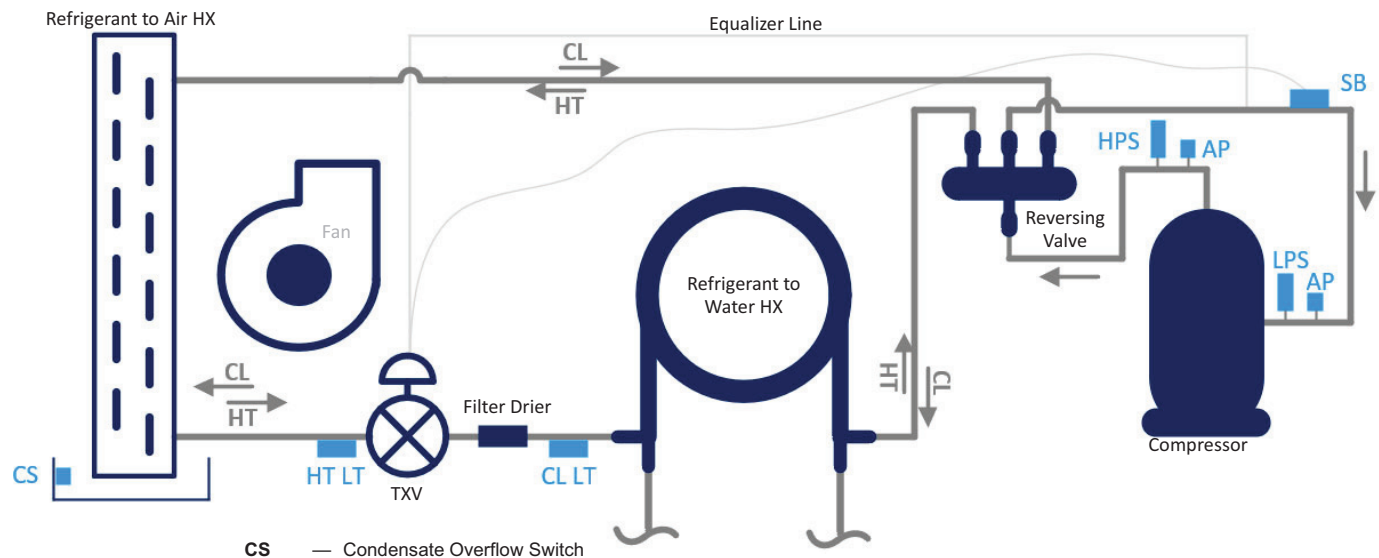 Refrigerant to Air HX
Equalizer Line
CL
HT
SB
HPS
AP
Fan
Reversing
Valve
Refrigerant to
Water HX
LPS
AP
CL
HT
HT
CL
Filter Drier
Compressor
CS
HT LT
CL LT
TXV
CS — Condensate Overflow Switch